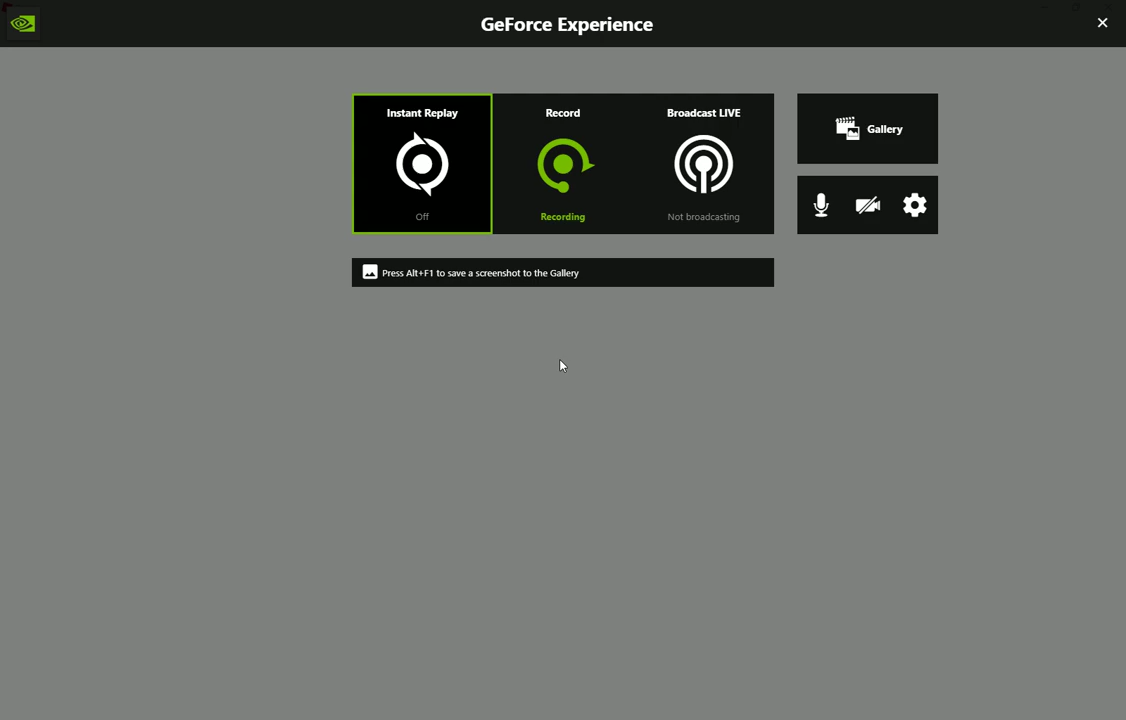 GeForce Experience
Instant Replay
Off
Record
Recording
Broadcast LIVE
Not broadcasting
Gallery
Press Alt+F1 to save a screenshot to the Gallery